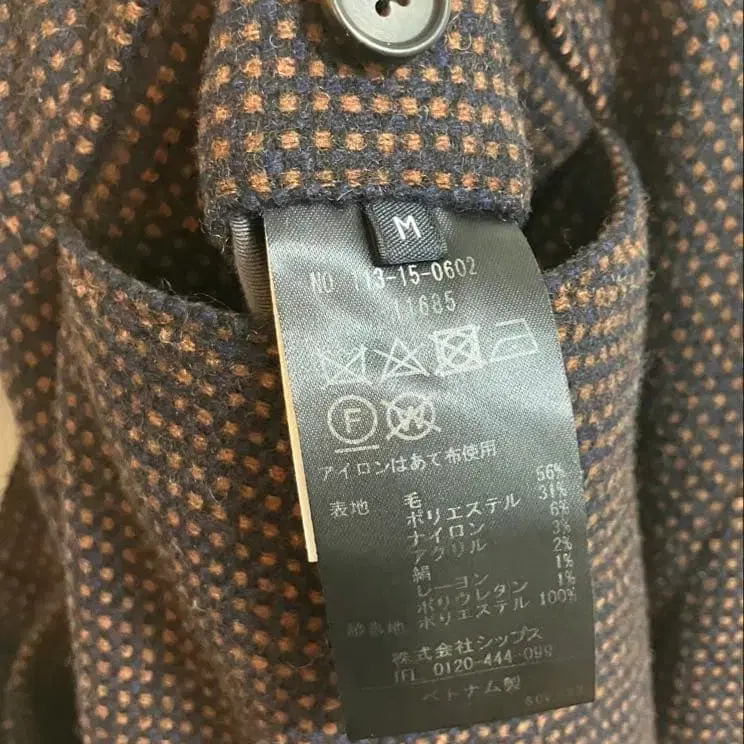 M
NO 113-15-0602
11685
F
W
アイロンはあて布使用
表地 毛 56%
ポリエステル 31%
ナイロン 6%
アクリル 3%
絹 2%
レーヨン 1%
ポリウレタン 1%
ポリエステル 100%
株式会社シップス
0120-444-099
ベトナム製